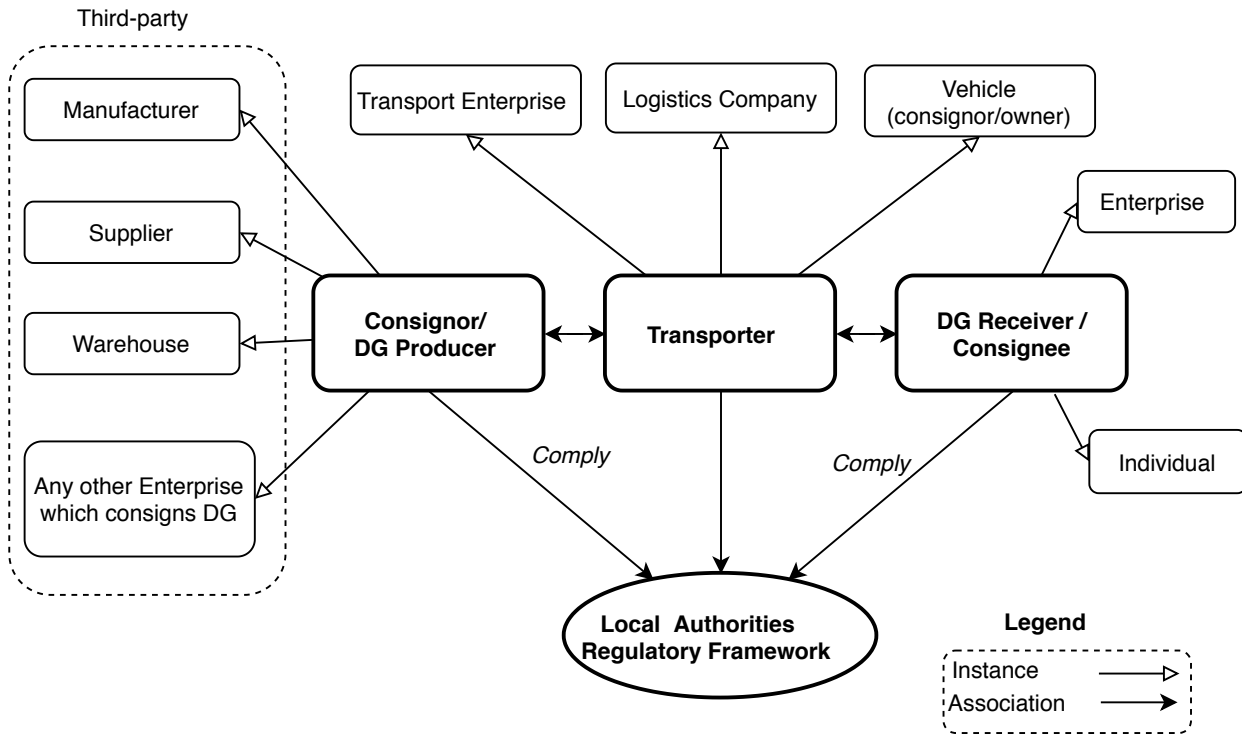 Third-party
Manufacturer
Supplier
Warehouse
Any other Enterprise
which consigns DG
Transport Enterprise
Logistics Company
Vehicle
(consignor/owner)
Enterprise
Individual
Consignor/
DG Producer
Transporter
DG Receiver /
Consignee
Comply
Comply
Local Authorities
Regulatory Framework
Legend
Instance
Association